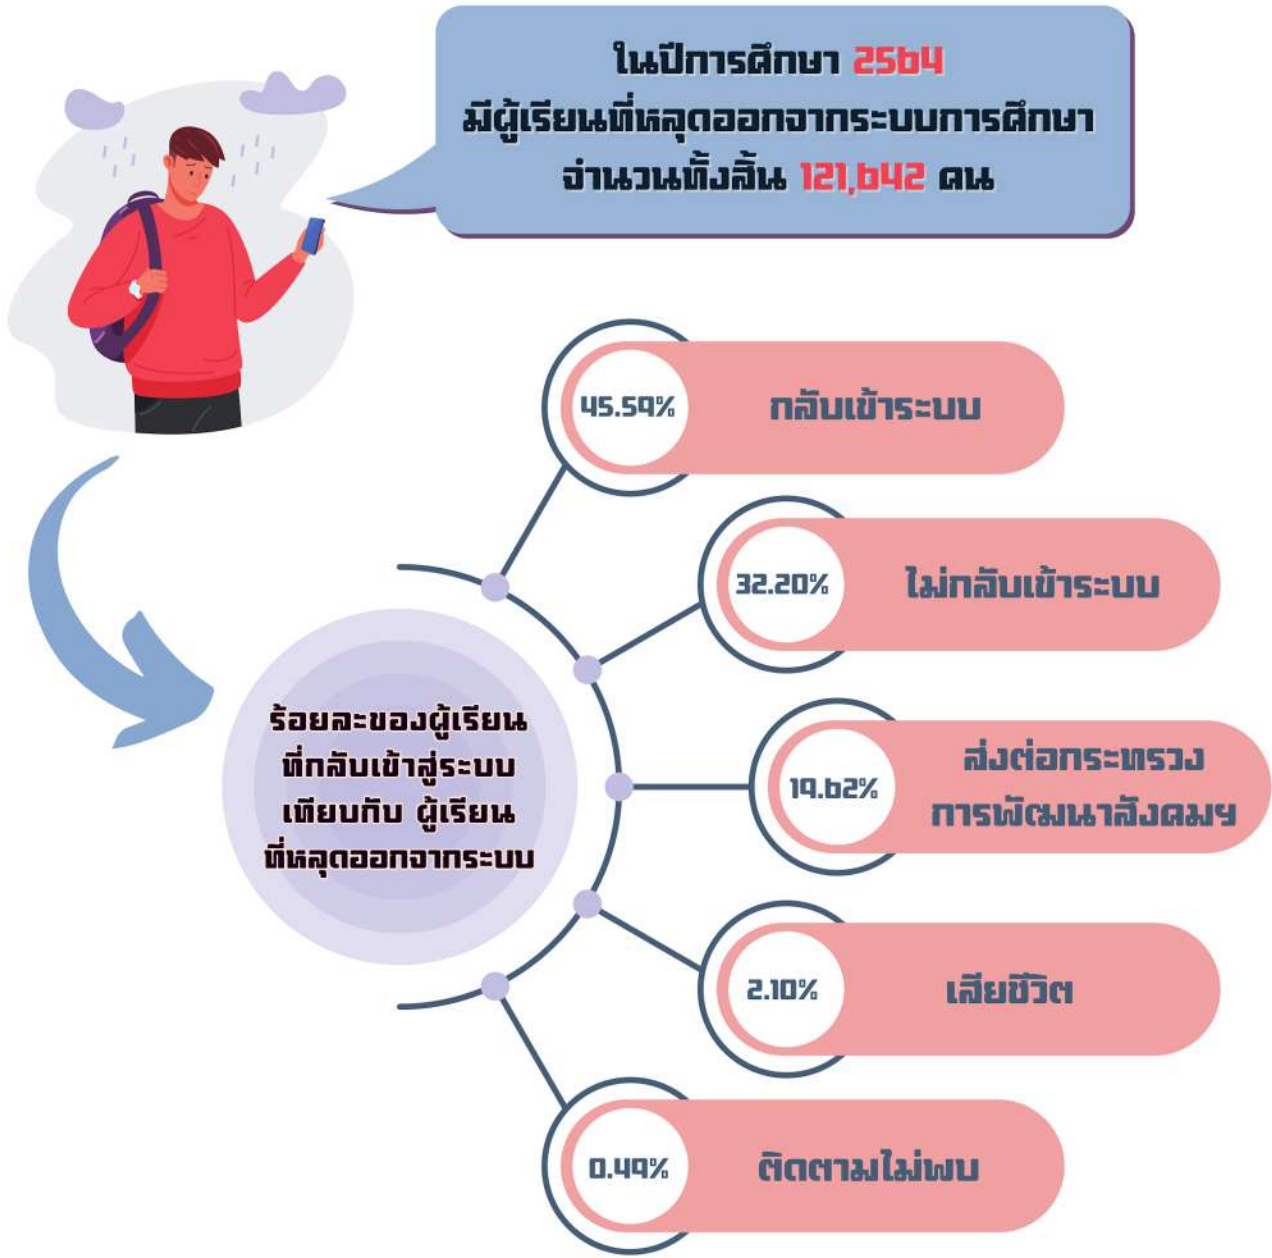 ในปีการศึกษา 2564
มีผู้เรียนที่หลุดออกจากระบบการศึกษา
จำนวนทั้งสิ้น 121,642 คน
45.59%
กลับเข้าระบบ
32.20%
ไม่กลับเข้าระบบ
ร้อยละของผู้เรียน
ที่กลับเข้าสู่ระบบ
เทียบกับ ผู้เรียน
ที่หลุดออกจากระบบ
19.62%
ส่งต่อกระทรวง
การพัฒนาสังคมฯ
2.10%
เสียชีวิต
0.49%
ติดตามไม่พบ